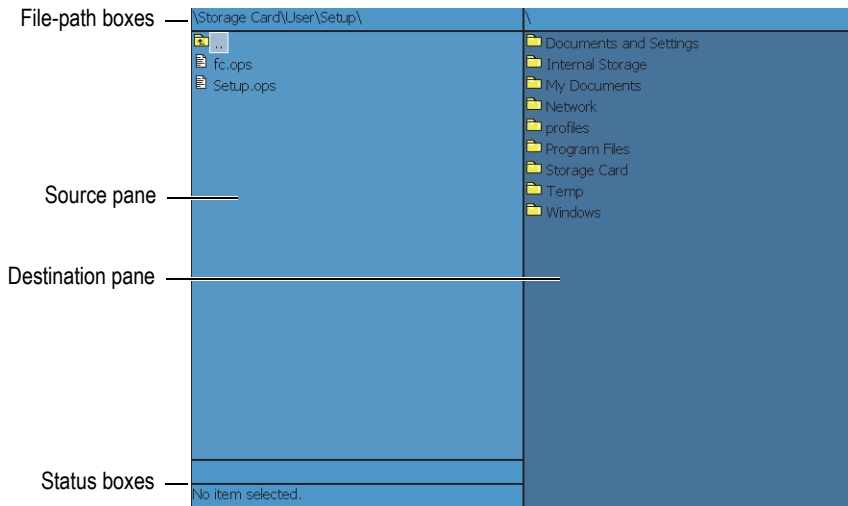 File-path boxes
\Storage Card\User\Setup\
\
..
fc.ops
Setup.ops
Documents and Settings
Internal Storage
My Documents
Network
profiles
Program Files
Storage Card
Temp
Windows
Source pane
Destination pane
Status boxes
No item selected.